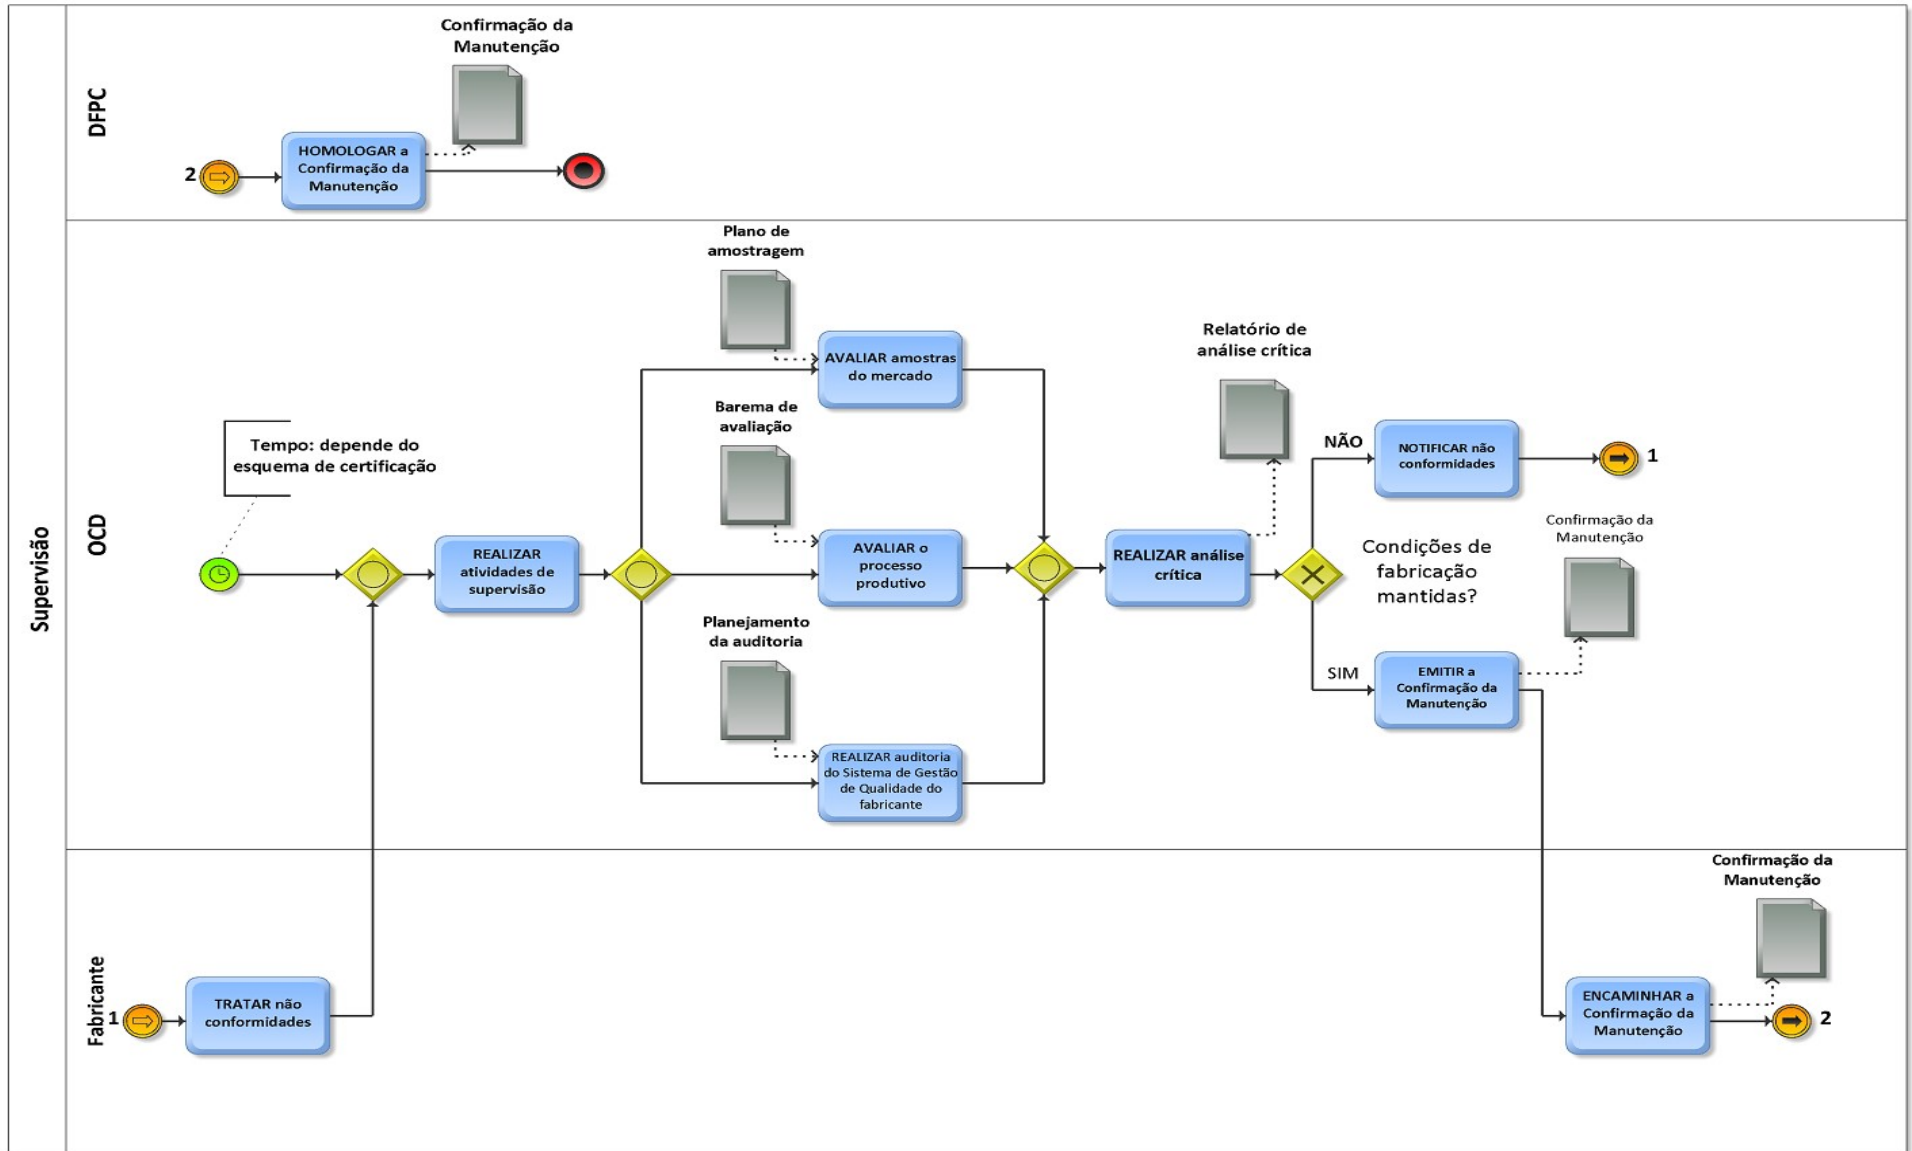 Supervisão
DFPC
Confirmação da
Manutenção
2
HOMOLOGAR a
Confirmação da
Manutenção
OCD
Plano de
amostragem
AVALIAR amostras
do mercado
Relatório de
análise crítica
Barema de
avaliação
Tempo: depende do
esquema de certificação
NÃO
NOTIFICAR não
conformidades
1
REALIZAR
atividades de
supervisão
AVALIAR o
processo
produtivo
REALIZAR análise
crítica
Condições de
fabricação
mantidas?
Confirmação da
Manutenção
Planejamento
da auditoria
SIM
EMITIR a
Confirmação da
Manutenção
REALIZAR auditoria
do Sistema de Gestão
de Qualidade do
fabricante
Fabricante
1
TRATAR não
conformidades
Confirmação da
Manutenção
ENCAMINHAR a
Confirmação da
Manutenção
2